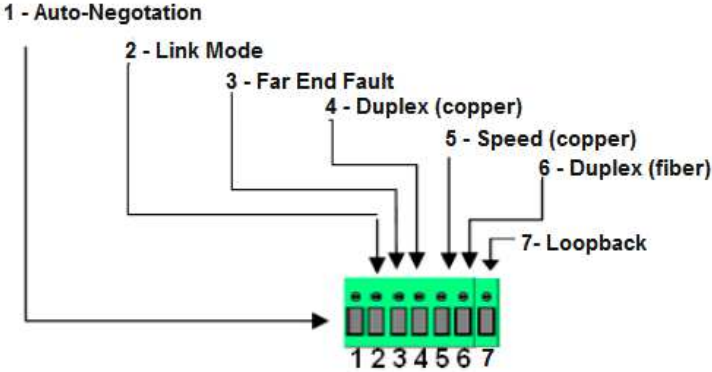 1 - Auto-Negotation
2 - Link Mode
3 - Far End Fault
4 - Duplex (copper)
5 - Speed (copper)
6 - Duplex (fiber)
7- Loopback
1 2 3 4 5 6 7